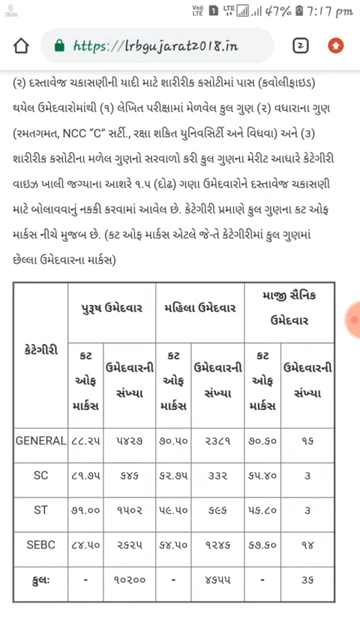 Voll LTE 1 LTE 47% 7:17 pm
https://lrbgujarat2018.in 2
(૨) દસ્તાવેજ ચકાસણીની યાદી માટે શારીરીક કસોટીમાં પાસ (કવોલીફાઇડ)
થયેલ ઉમેદવારોમાંથી (૧) લેખિત પરીક્ષામાં મેળવેલ કુલ ગુણ (૨) વધારાના ગુણ
(રમતગમત, NCC “C” સર્ટી., રક્ષા શકિત યુનિવર્સિટી અને વિધવા) અને (૩)
શારીરીક કસોટીના મળેલ ગુણનો સરવાળો કરી કુલ ગુણના મેરીટ આધારે કેટેગીરી
વાઇઝ ખાલી જગ્યાના આશરે ૧.૫ (દોઢ) ગણા ઉમેદવારોને દસ્તાવેજ ચકાસણી
માટે બોલાવવાનું નકકી કરવામાં આવેલ છે. કેટેગીરી પ્રમાણે કુલ ગુણના કટ ઓફ
માર્કસ નીચે મુજબ છે. (કટ ઓફ માર્કસ એટલે જે-તે કેટેગીરીમાં કુલ ગુણમાં
છેલ્લા ઉમેદવારના માર્કસ)
કેટેગીરી પુરૂષ ઉમેદવાર મહિલા ઉમેદવાર માજી સૈનિક ઉમેદવાર
કટ ઓફ માર્કસ ઉમેદવારની સંખ્યા કટ ઓફ માર્કસ ઉમેદવારની સંખ્યા કટ ઓફ માર્કસ ઉમેદવારની સંખ્યા
GENERAL ૮૮.૨૫ ૫૪૨૭ ૭૦.૫૦ ૨૩૮૧ ૭૦.૬૦ ૧૬
SC ૮૧.૭૫ ૬૪૬ ૬૨.૭૫ ૩૩૨ ૬૫.૪૦ ૩
ST ૭૧.૦૦ ૧૫૦૨ ૫૯.૫૦ ૬૯૬ ૫૬.૮૦ ૩
SEBC ૮૪.૫૦ ૨૬૨૫ ૬૪.૫૦ ૧૨૪૬ ૬૭.૬૦ ૧૪
કુલઃ - ૧૦૨૦૦ - ૪૬૫૫ - ૩૬